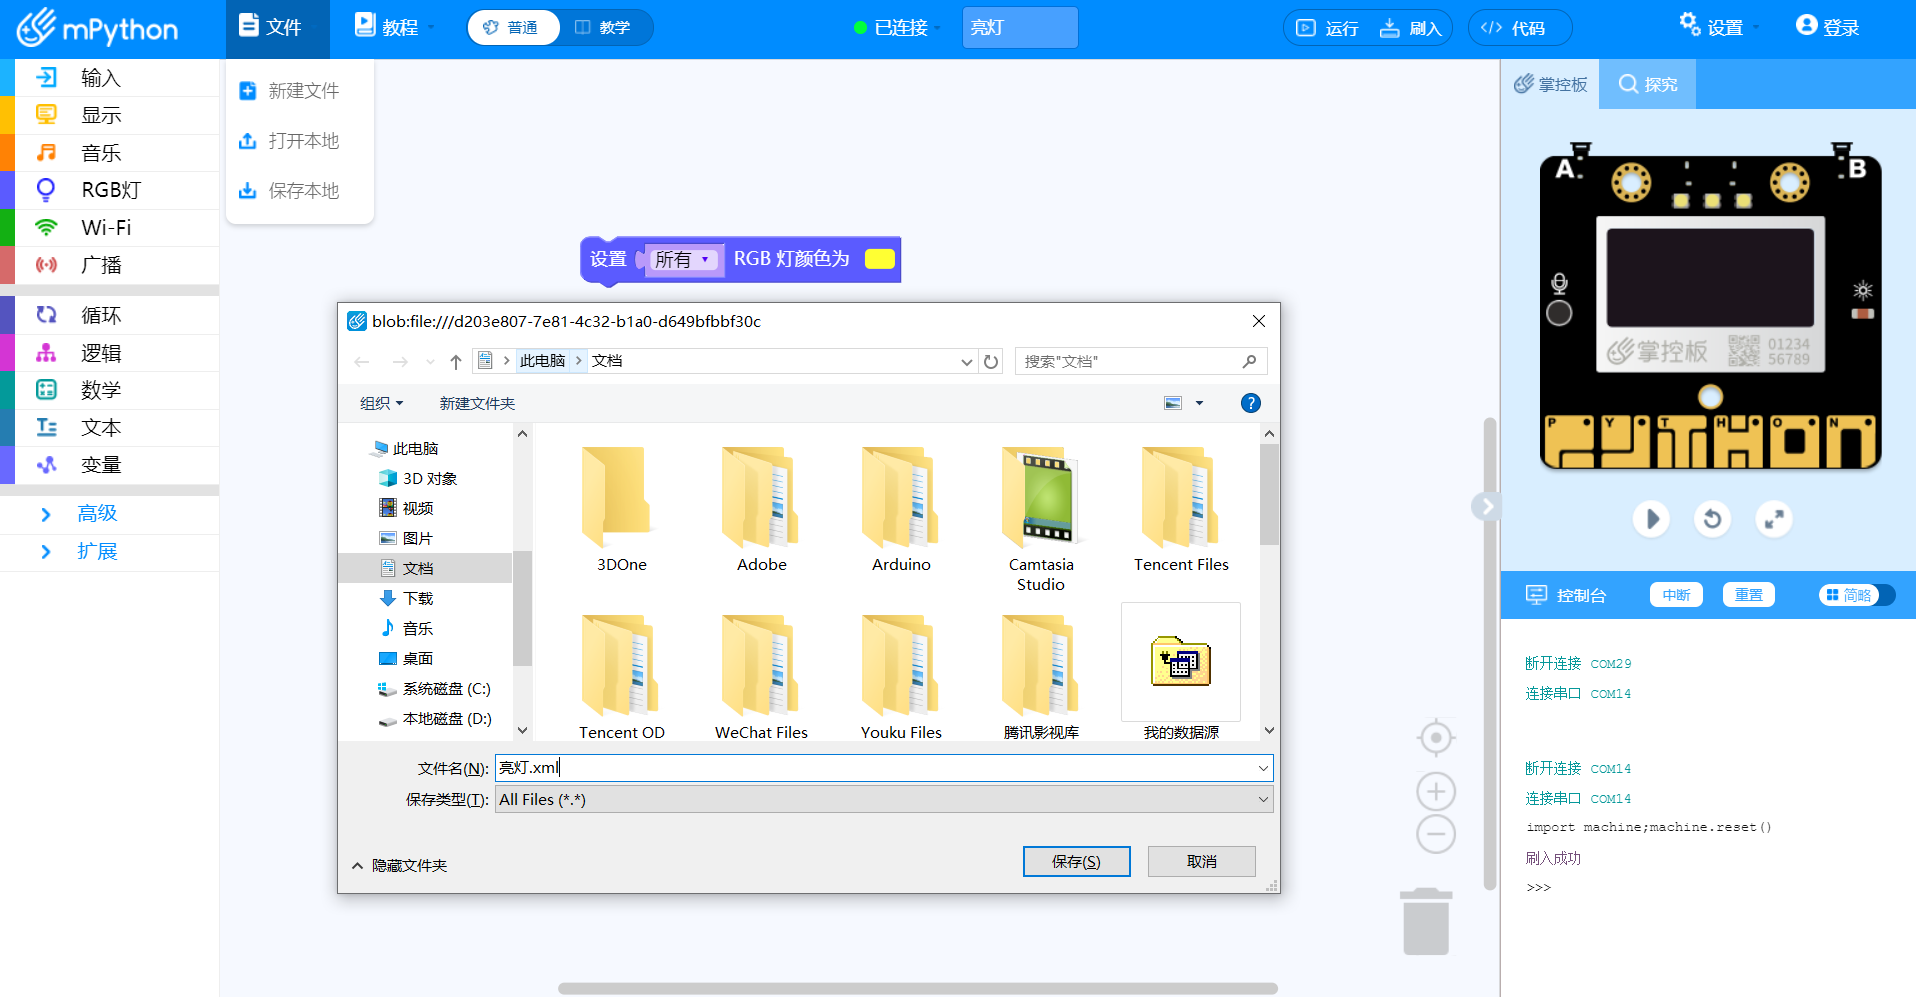 mPython
文件
教程
普通
教学
已连接
亮灯
运行
刷入
代码
设置
登录
输入
显示
音乐
RGB灯
Wi-Fi
广播
循环
逻辑
数学
文本
变量
高级
扩展
新建文件
打开本地
保存本地
设置 所有 RGB 灯颜色为
blob:file:///d203e807-7e81-4c32-b1a0-d649bfbbf30c
此电脑 文档
搜索"文档"
组织
新建文件夹
此电脑
3D 对象
视频
图片
文档
下载
音乐
桌面
系统磁盘 (C:)
本地磁盘 (D:)
3DOne
Adobe
Arduino
Camtasia
Studio
Tencent Files
Tencent OD
WeChat Files
Youku Files
腾讯影视库
我的数据源
文件名(N):
亮灯.xml
保存类型(T):
All Files (*.*)
隐藏文件夹
保存(S)
取消
掌控板
探究
A.
.B
掌控板
01234
56789
P Y T H O N
PYTHON
控制台
中断
重置
简略
断开连接 COM29
连接串口 COM14
断开连接 COM14
连接串口 COM14
import machine;machine.reset()
刷入成功
>>>